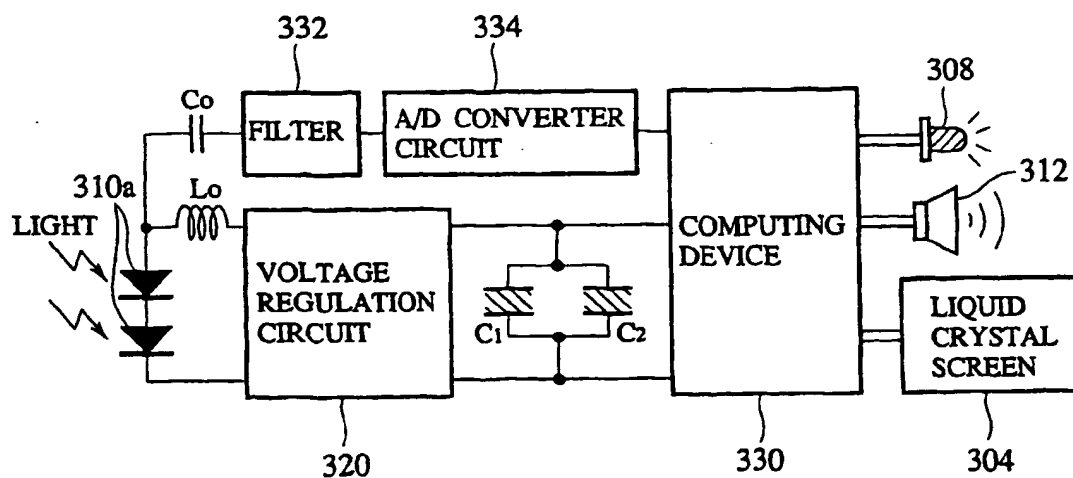 332
334
308
Co
FILTER
A/D CONVERTER
CIRCUIT
310a
Lo
312
LIGHT
COMPUTING
DEVICE
VOLTAGE
REGULATION
CIRCUIT
C1
C2
LIQUID
CRYSTAL
SCREEN
320
330
304